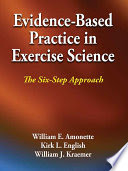 Evidence-Based
Practice in
Exercise Science
The Six-Step Approach
William E. Amonette
Kirk L. English
William J. Kraemer